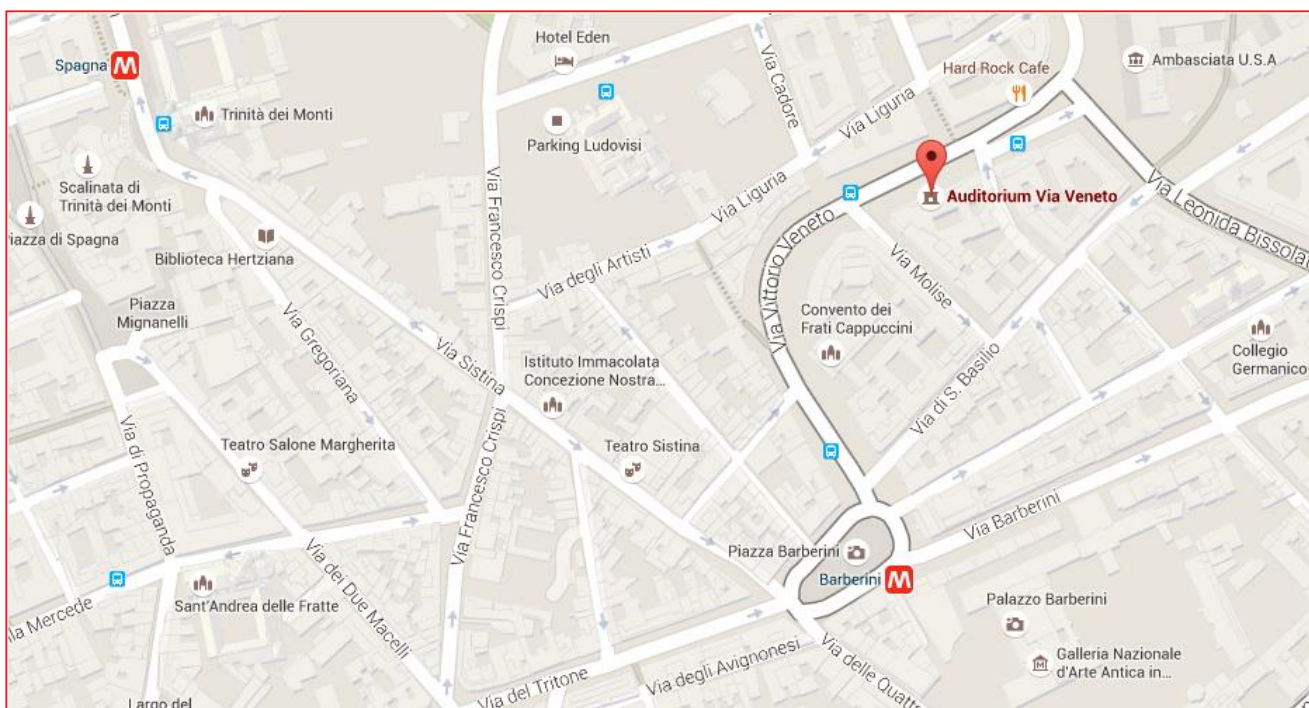 Spagna
M
Trinità dei Monti
Scalinata di
Trinità dei Monti
Piazza di Spagna
Biblioteca Hertziana
Piazza
Mignanelli
Via Gregoriana
Via Sistina
Via di Propaganda
Teatro Salone Margherita
Sant'Andrea delle Fratte
Mercede
Via dei Due Macelli
Largo del
Hotel Eden
Parking Ludovisi
Via Francesco Crispi
Via degli Artisti
Via Liguria
Via Liguria
Via Cadore
Istituto Immacolata
Concezione Nostra...
Teatro Sistina
Via Francesco Crispi
Via del Tritone
Via degli Avignonesi
Via delle Quatt
Hard Rock Cafe
Ambasciata U.S.A
Auditorium Via Veneto
Via Vittorio Veneto
Via Molise
Convento dei
Frati Cappuccini
Via di S. Basilio
Via Leonida Bissolat
Collegio
Germanico
Via Barberini
Piazza Barberini
Barberini
M
Palazzo Barberini
Galleria Nazionale
d'Arte Antica in...